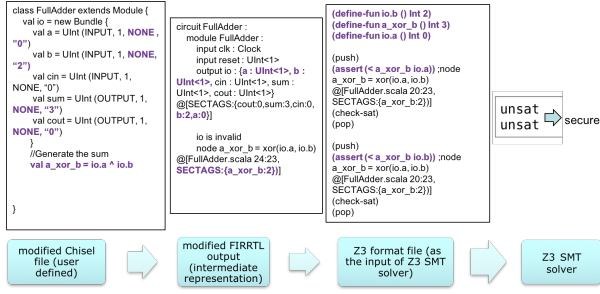 class FullAdder extends Module {
val io = new Bundle {
val a = UInt (INPUT, 1, NONE ,
"0")
val b = UInt (INPUT, 1, NONE,
"2")
val cin = UInt (INPUT, 1,
NONE, "0")
val sum = UInt (OUTPUT, 1,
NONE, "3")
val cout = UInt (OUTPUT, 1,
NONE, "0")
}
//Generate the sum
val a_xor_b = io.a ^ io.b
}
circuit FullAdder :
module FullAdder :
input clk : Clock
input reset : UInt<1>
output io : {a : UInt<1>, b :
UInt<1>, cin : UInt<1>, sum :
UInt<1>, cout : UInt<1>}
@[SECTAGS:{cout:0,sum:3,cin:0,
b:2,a:0}]
io is invalid
node a_xor_b = xor(io.a, io.b)
@[FullAdder.scala 24:23,
SECTAGS:{a_xor_b:2})]
(define-fun io.b () Int 2)
(define-fun a_xor_b () Int 3)
(define-fun io.a () Int 0)
(push)
(assert (< a_xor_b io.a)) ;node
a_xor_b = xor(io.a, io.b)
@[FullAdder.scala 20:23,
SECTAGS:{a_xor_b:2})]
(check-sat)
(pop)
(push)
(assert (< a_xor_b io.b)) ;node
a_xor_b = xor(io.a, io.b)
@[FullAdder.scala 20:23,
SECTAGS:{a_xor_b:2})]
(check-sat)
(pop)
unsat
unsat
secure
modified Chisel
file (user
defined)
modified FIRRTL
output
(intermediate
representation)
Z3 format file (as
the input of Z3 SMT
solver)
Z3 SMT
solver